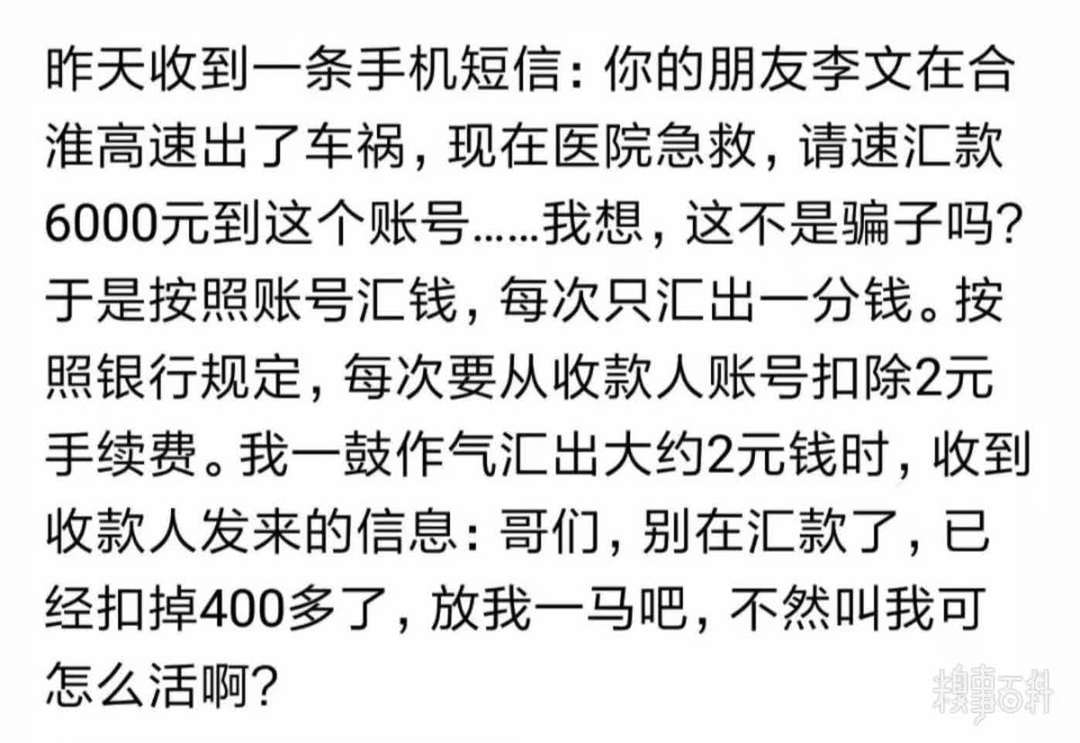 昨天收到一条手机短信：你的朋友李文在合
淮高速出了车祸，现在医院急救，请速汇款
6000元到这个账号……我想，这不是骗子吗？
于是按照账号汇钱，每次只汇出一分钱。按
照银行规定，每次要从收款人账号扣除2元
手续费。我一鼓作气汇出大约2元钱时，收到
收款人发来的信息：哥们，别在汇款了，已
经扣掉400多了，放我一马吧，不然叫我可
怎么活啊？
糗事百科